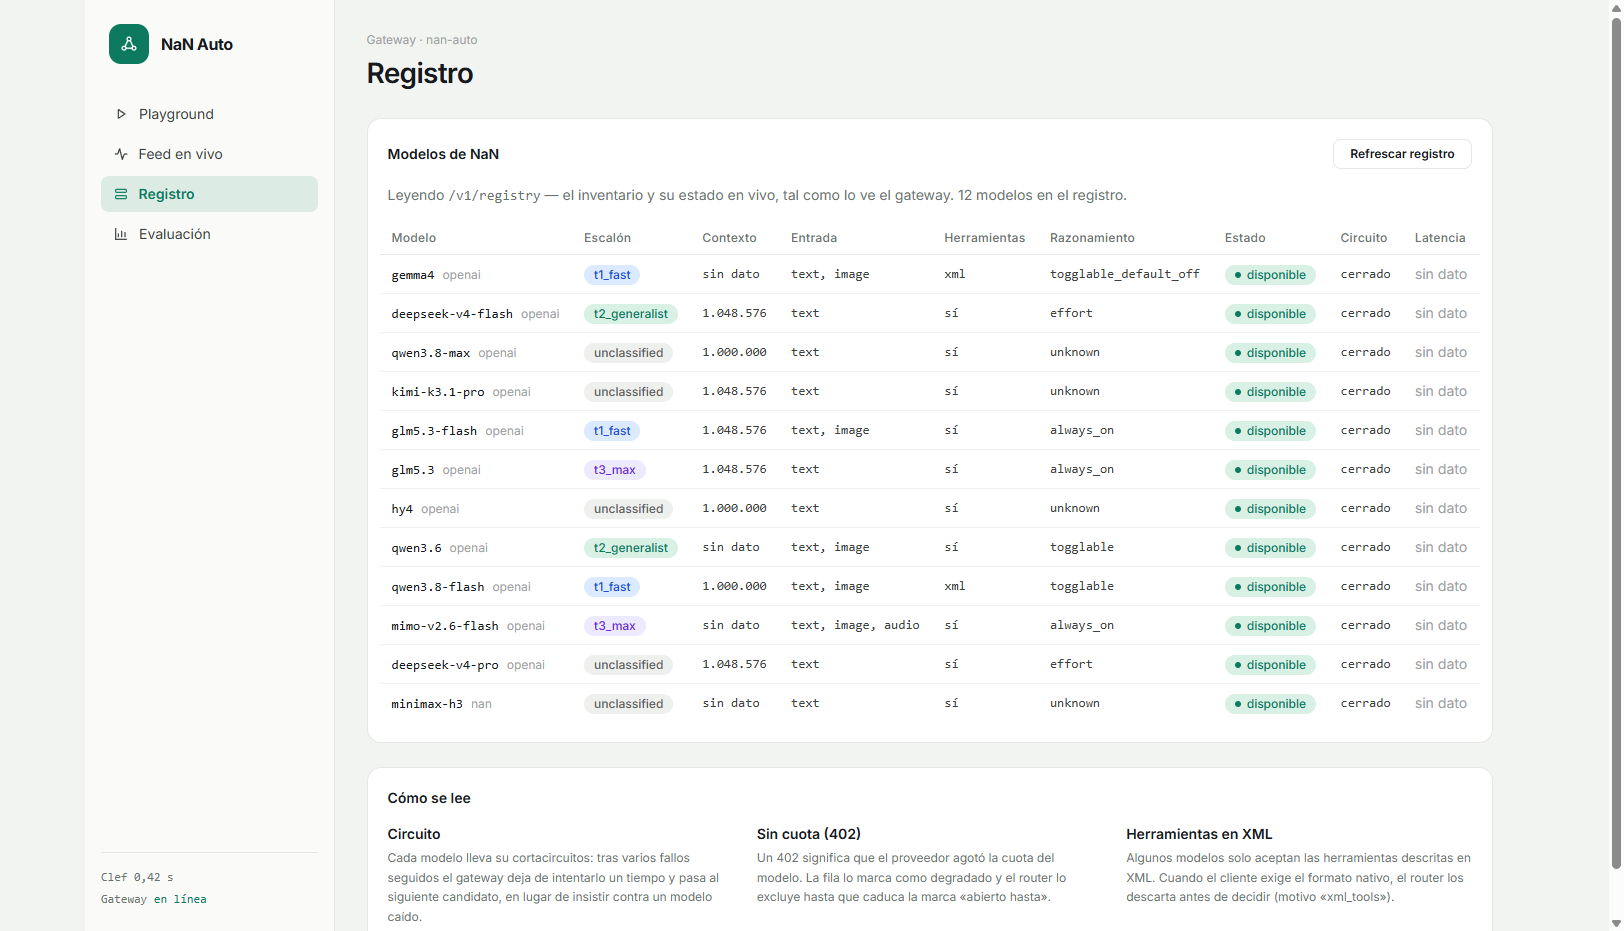 NaN Auto
Playground
Feed en vivo
Registro
Evaluación
Clef 0,42 s
Gateway en línea
Gateway · nan-auto
Registro
Modelos de NaN
Refrescar registro
Leyendo /v1/registry — el inventario y su estado en vivo, tal como lo ve el gateway. 12 modelos en el registro.
Modelo Escalón Contexto Entrada Herramientas Razonamiento Estado Circuito Latencia
gemma4 openai t1_fast sin dato text, image xml togglable_default_off disponible cerrado sin dato
deepseek-v4-flash openai t2_generalist 1.048.576 text sí effort disponible cerrado sin dato
qwen3.8-max openai unclassified 1.000.000 text sí unknown disponible cerrado sin dato
kimi-k3.1-pro openai unclassified 1.048.576 text sí unknown disponible cerrado sin dato
glm5.3-flash openai t1_fast 1.048.576 text, image sí always_on disponible cerrado sin dato
glm5.3 openai t3_max 1.048.576 text sí always_on disponible cerrado sin dato
hy4 openai unclassified 1.000.000 text sí unknown disponible cerrado sin dato
qwen3.6 openai t2_generalist sin dato text, image sí togglable disponible cerrado sin dato
qwen3.8-flash openai t1_fast 1.000.000 text, image xml togglable disponible cerrado sin dato
mimo-v2.6-flash openai t3_max sin dato text, image, audio sí always_on disponible cerrado sin dato
deepseek-v4-pro openai unclassified 1.048.576 text sí effort disponible cerrado sin dato
minimax-h3 nan unclassified sin dato text sí unknown disponible cerrado sin dato
Cómo se lee
Circuito
Cada modelo lleva su cortacircuitos: tras varios fallos
seguidos el gateway deja de intentarlo un tiempo y pasa al
siguiente candidato, en lugar de insistir contra un modelo
caído.
Sin cuota (402)
Un 402 significa que el proveedor agotó la cuota del
modelo. La fila lo marca como degradado y el router lo
excluye hasta que caduca la marca «abierto hasta».
Herramientas en XML
Algunos modelos solo aceptan las herramientas descritas en
XML. Cuando el cliente exige el formato nativo, el router los
descarta antes de decidir (motivo «xml_tools»).